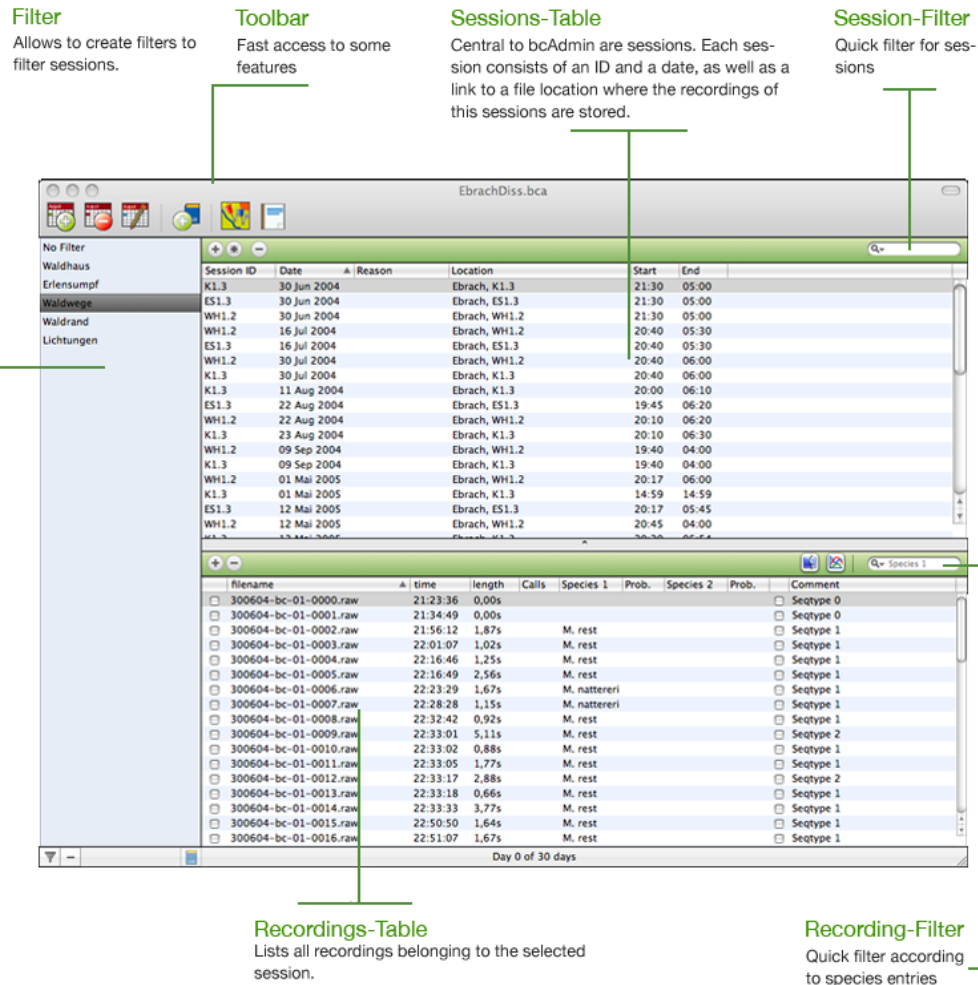 Filter
Allows to create filters to
filter sessions.
Toolbar
Fast access to some
features
Sessions-Table
Central to bcAdmin are sessions. Each ses-
sion consists of an ID and a date, as well as a
link to a file location where the recordings of
this sessions are stored.
Session-Filter
Quick filter for ses-
sions
EbrachDiss.bca
No Filter
Waldhaus
Erlensumpf
Waldwege
Waldrand
Lichtungen
Session ID Date Reason Location Start End
K1.3 30 Jun 2004 Ebrach, K1.3 21:30 05:00
ES1.3 30 Jun 2004 Ebrach, ES1.3 21:30 05:00
WH1.2 30 Jun 2004 Ebrach, WH1.2 21:30 05:00
WH1.2 16 Jul 2004 Ebrach, WH1.2 20:40 05:30
ES1.3 16 Jul 2004 Ebrach, ES1.3 20:40 05:30
WH1.2 30 Jul 2004 Ebrach, WH1.2 20:40 06:00
K1.3 30 Jul 2004 Ebrach, K1.3 20:40 06:00
K1.3 11 Aug 2004 Ebrach, K1.3 20:00 06:10
ES1.3 22 Aug 2004 Ebrach, ES1.3 19:45 06:20
WH1.2 22 Aug 2004 Ebrach, WH1.2 20:10 06:20
K1.3 23 Aug 2004 Ebrach, K1.3 20:10 06:30
WH1.2 09 Sep 2004 Ebrach, WH1.2 19:40 04:00
K1.3 09 Sep 2004 Ebrach, K1.3 19:40 04:00
WH1.2 01 Mai 2005 Ebrach, WH1.2 20:17 06:00
K1.3 01 Mai 2005 Ebrach, K1.3 14:59 14:59
ES1.3 12 Mai 2005 Ebrach, ES1.3 20:17 05:45
WH1.2 12 Mai 2005 Ebrach, WH1.2 20:45 04:00
Species 1
filename time length Calls Species 1 Prob. Species 2 Prob. Comment
300604-bc-01-0000.raw 21:23:36 0,00s Seqtype 0
300604-bc-01-0001.raw 21:34:49 0,00s Seqtype 0
300604-bc-01-0002.raw 21:56:12 1,87s M. rest Seqtype 1
300604-bc-01-0003.raw 22:01:07 1,02s M. rest Seqtype 1
300604-bc-01-0004.raw 22:16:46 1,25s M. rest Seqtype 1
300604-bc-01-0005.raw 22:16:49 2,56s M. rest Seqtype 1
300604-bc-01-0006.raw 22:23:29 1,67s M. nattereri Seqtype 1
300604-bc-01-0007.raw 22:28:28 1,15s M. nattereri Seqtype 1
300604-bc-01-0008.raw 22:32:42 0,92s M. rest Seqtype 1
300604-bc-01-0009.raw 22:33:01 5,11s M. rest Seqtype 2
300604-bc-01-0010.raw 22:33:02 0,88s M. rest Seqtype 1
300604-bc-01-0011.raw 22:33:05 1,77s M. rest Seqtype 1
300604-bc-01-0012.raw 22:33:17 2,88s M. rest Seqtype 2
300604-bc-01-0013.raw 22:33:18 0,66s M. rest Seqtype 1
300604-bc-01-0014.raw 22:33:33 3,77s M. rest Seqtype 1
300604-bc-01-0015.raw 22:50:50 1,64s M. rest Seqtype 1
300604-bc-01-0016.raw 22:51:07 1,67s M. rest Seqtype 1
Day 0 of 30 days
Recordings-Table
Lists all recordings belonging to the selected
session.
Recording-Filter
Quick filter according
to species entries